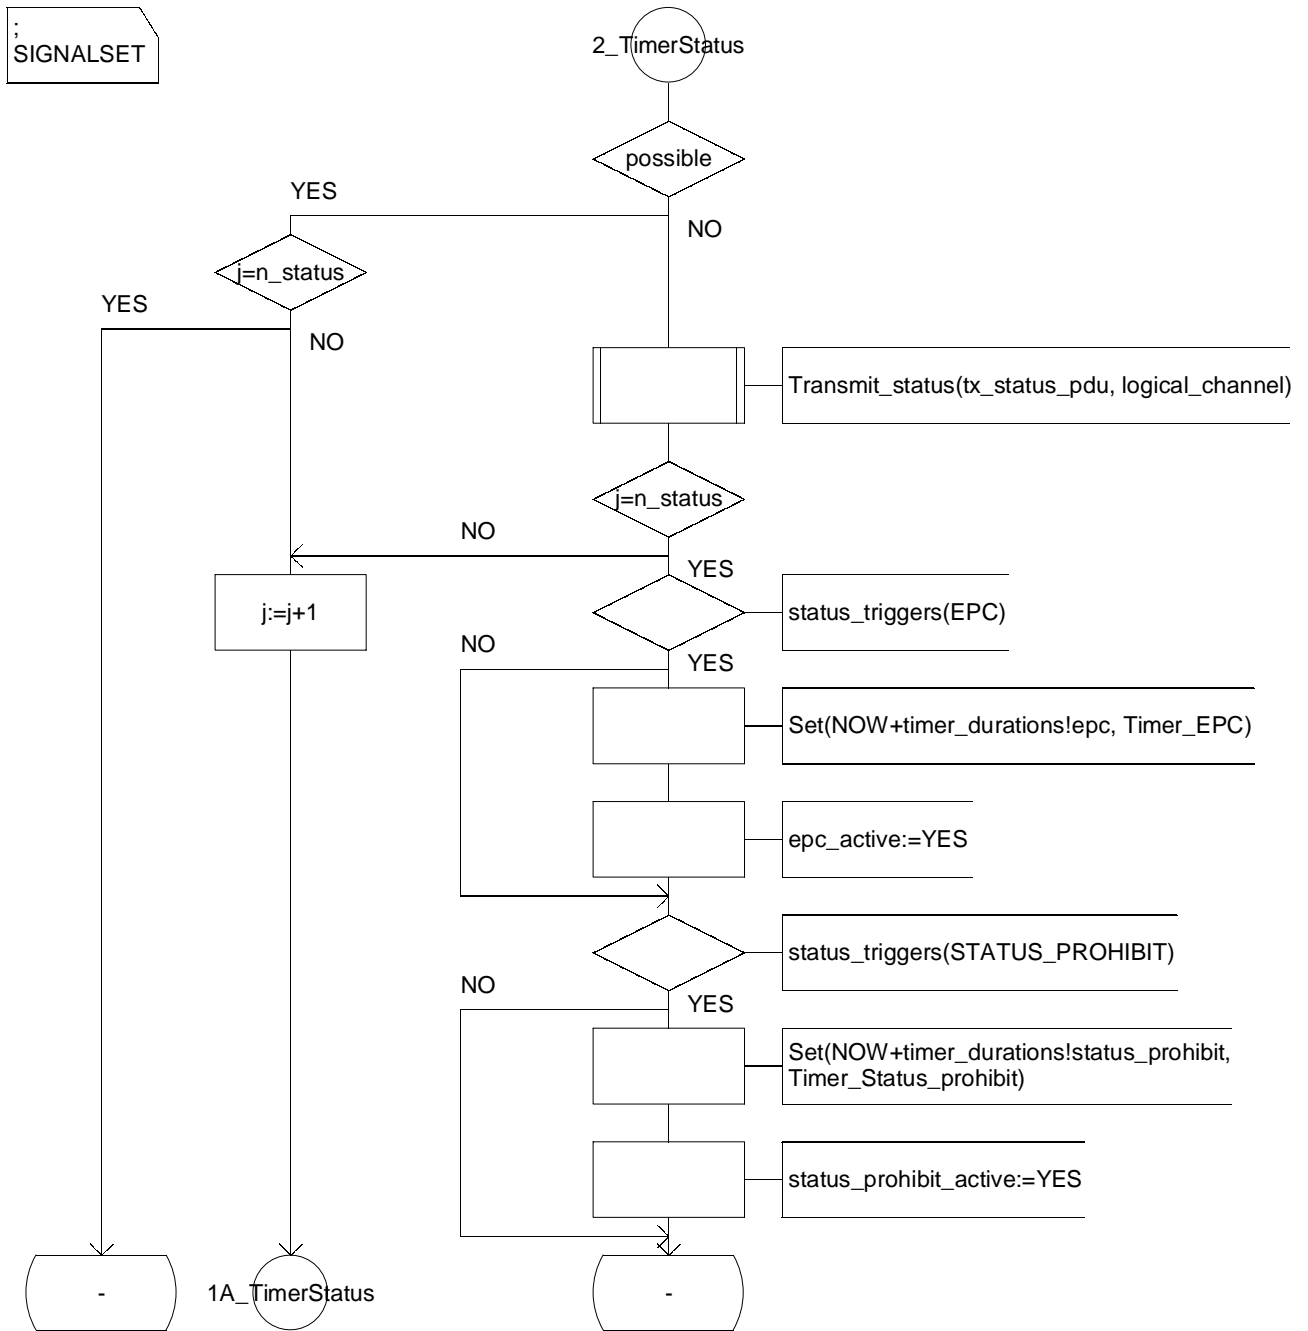 ;
SIGNALSET
2_TimerStatus
possible
YES
NO
j=n_status
YES
NO
Transmit_status(tx_status_pdu, logical_channel)
j=n_status
NO
YES
j:=j+1
status_triggers(EPC)
NO
YES
Set(NOW+timer_durations!epc, Timer_EPC)
epc_active:=YES
status_triggers(STATUS_PROHIBIT)
NO
YES
Set(NOW+timer_durations!status_prohibit,
Timer_Status_prohibit)
status_prohibit_active:=YES
-
1A_TimerStatus
-